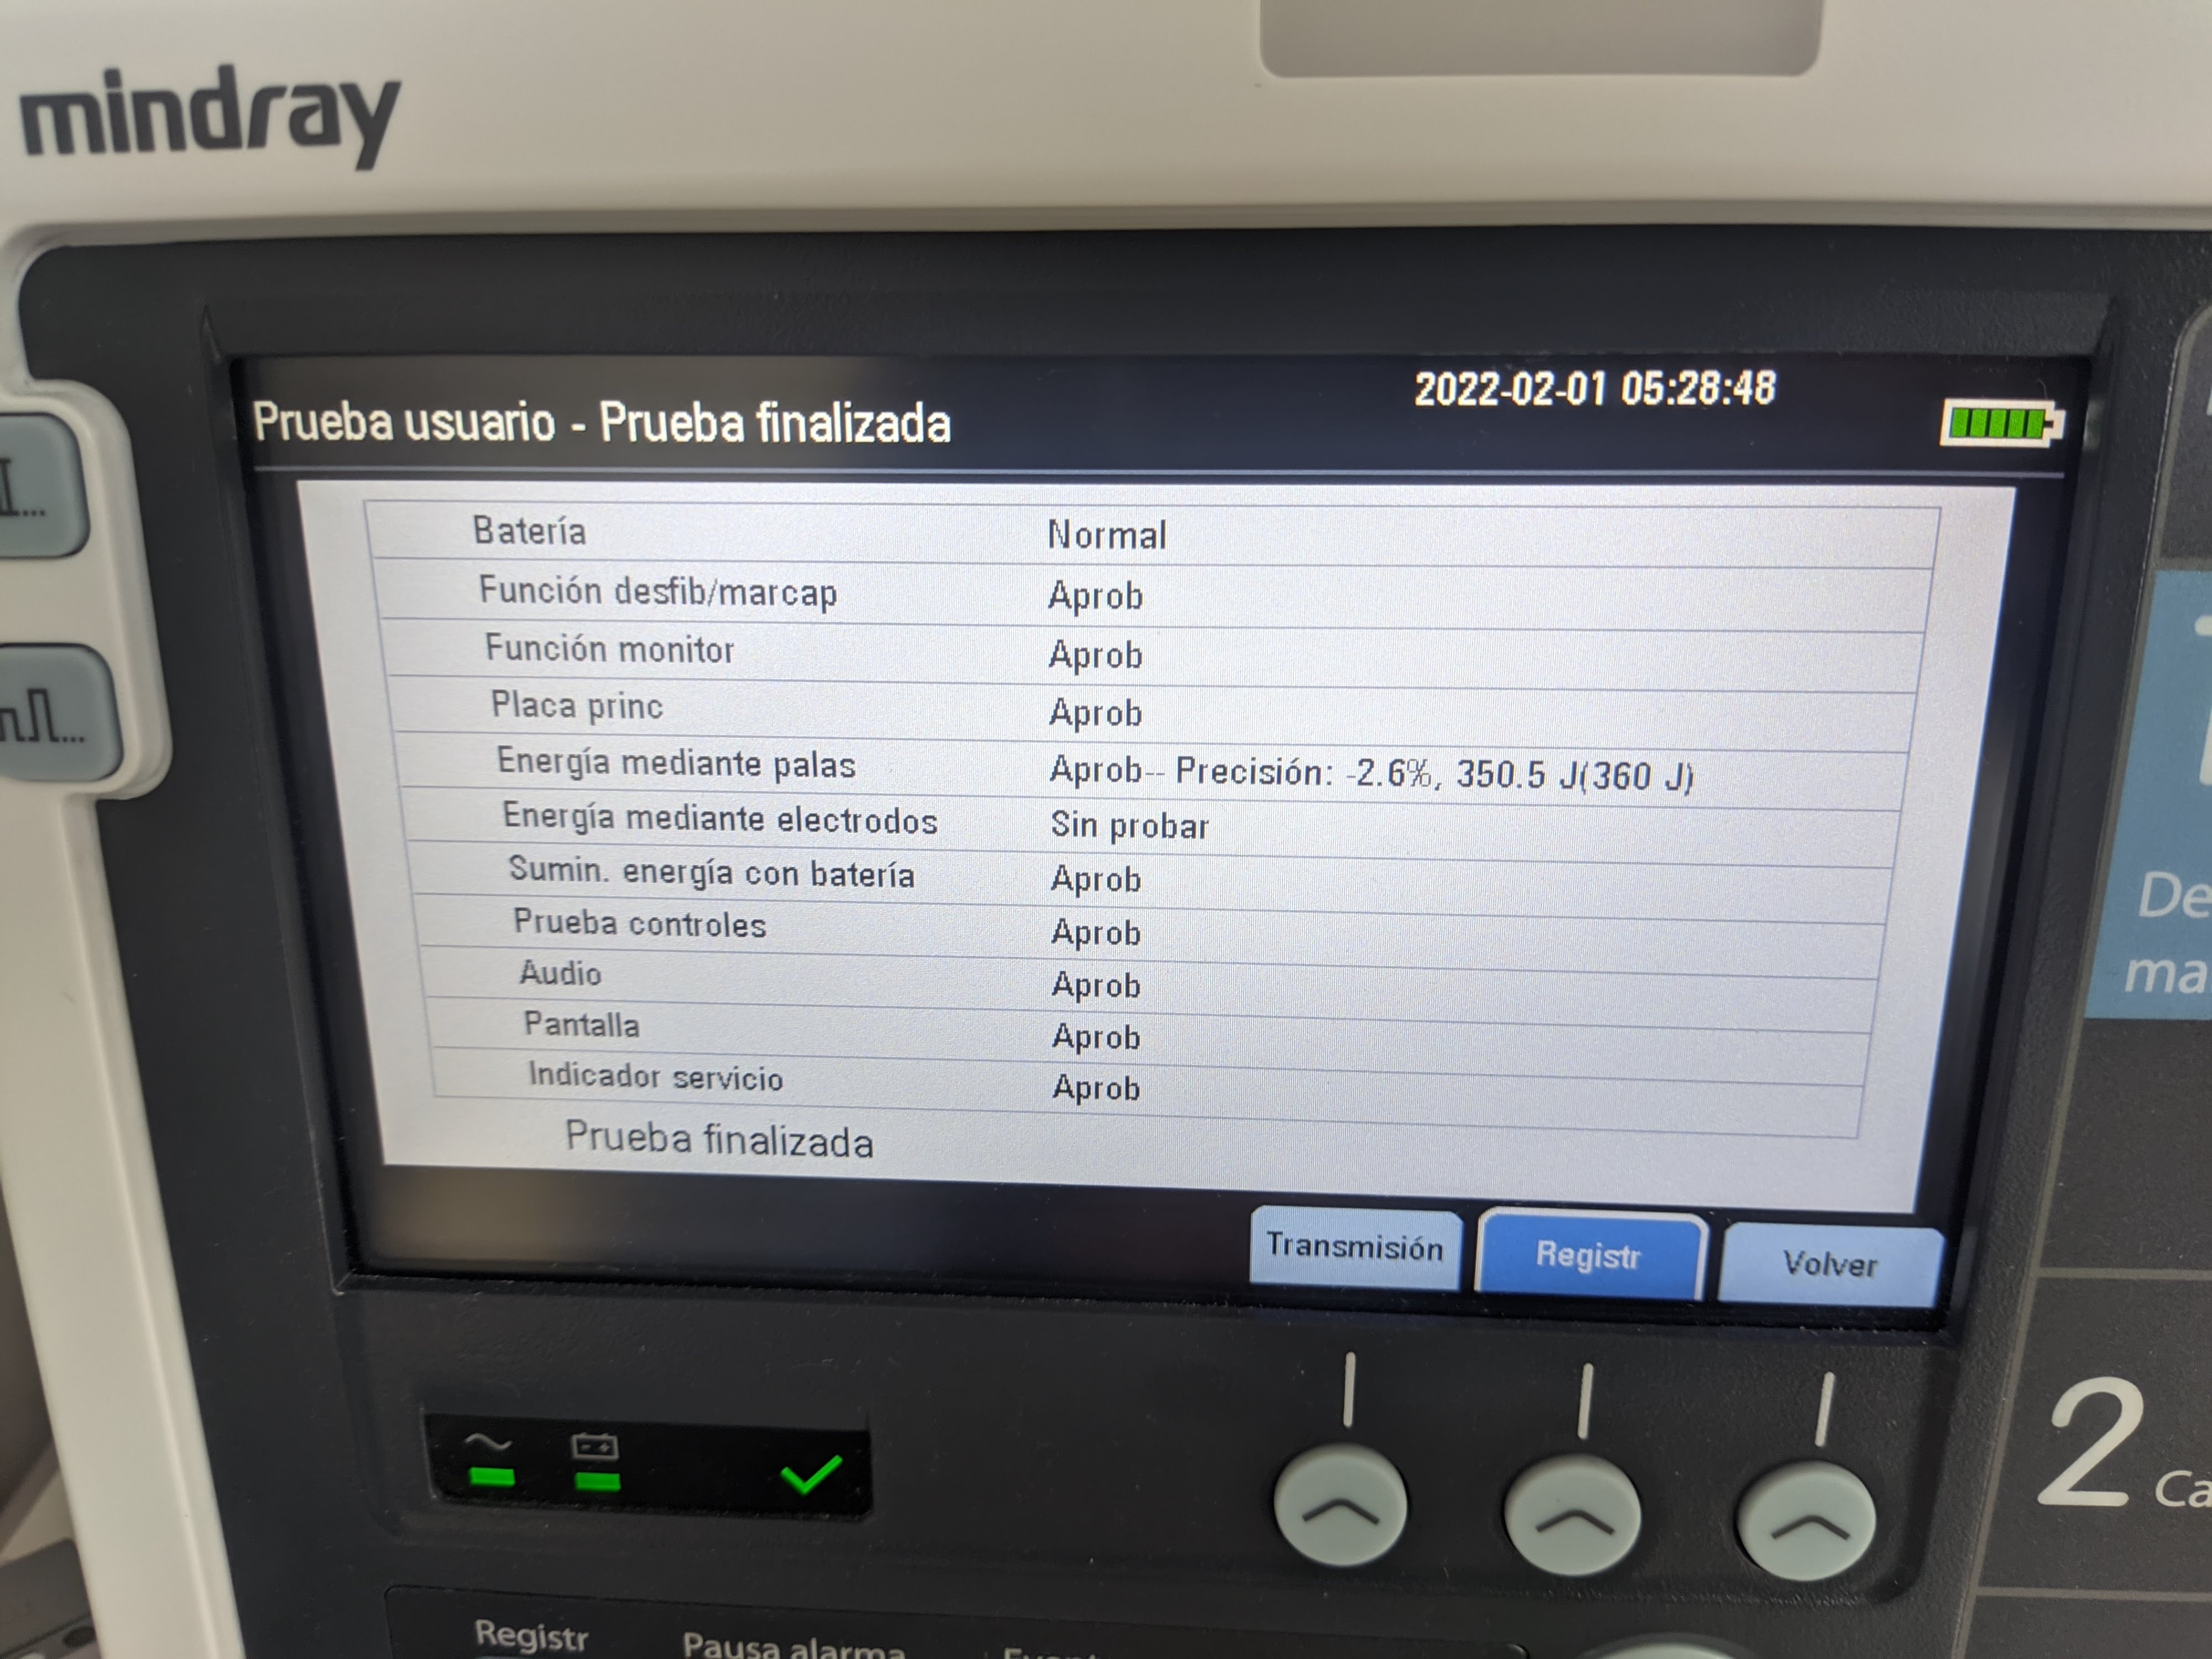 mindray
Prueba usuario - Prueba finalizada
2022-02-01 05:28:48
Batería Normal
Función desfib/marcap Aprob
Función monitor Aprob
Placa princ Aprob
Energía mediante palas Aprob-- Precisión: -2.6%, 350.5 J(360 J)
Energía mediante electrodos Sin probar
Sumin. energía con batería Aprob
Prueba controles Aprob
Audio Aprob
Pantalla Aprob
Indicador servicio Aprob
Prueba finalizada
Transmisión Registr Volver
2
Registr Pausa alarma